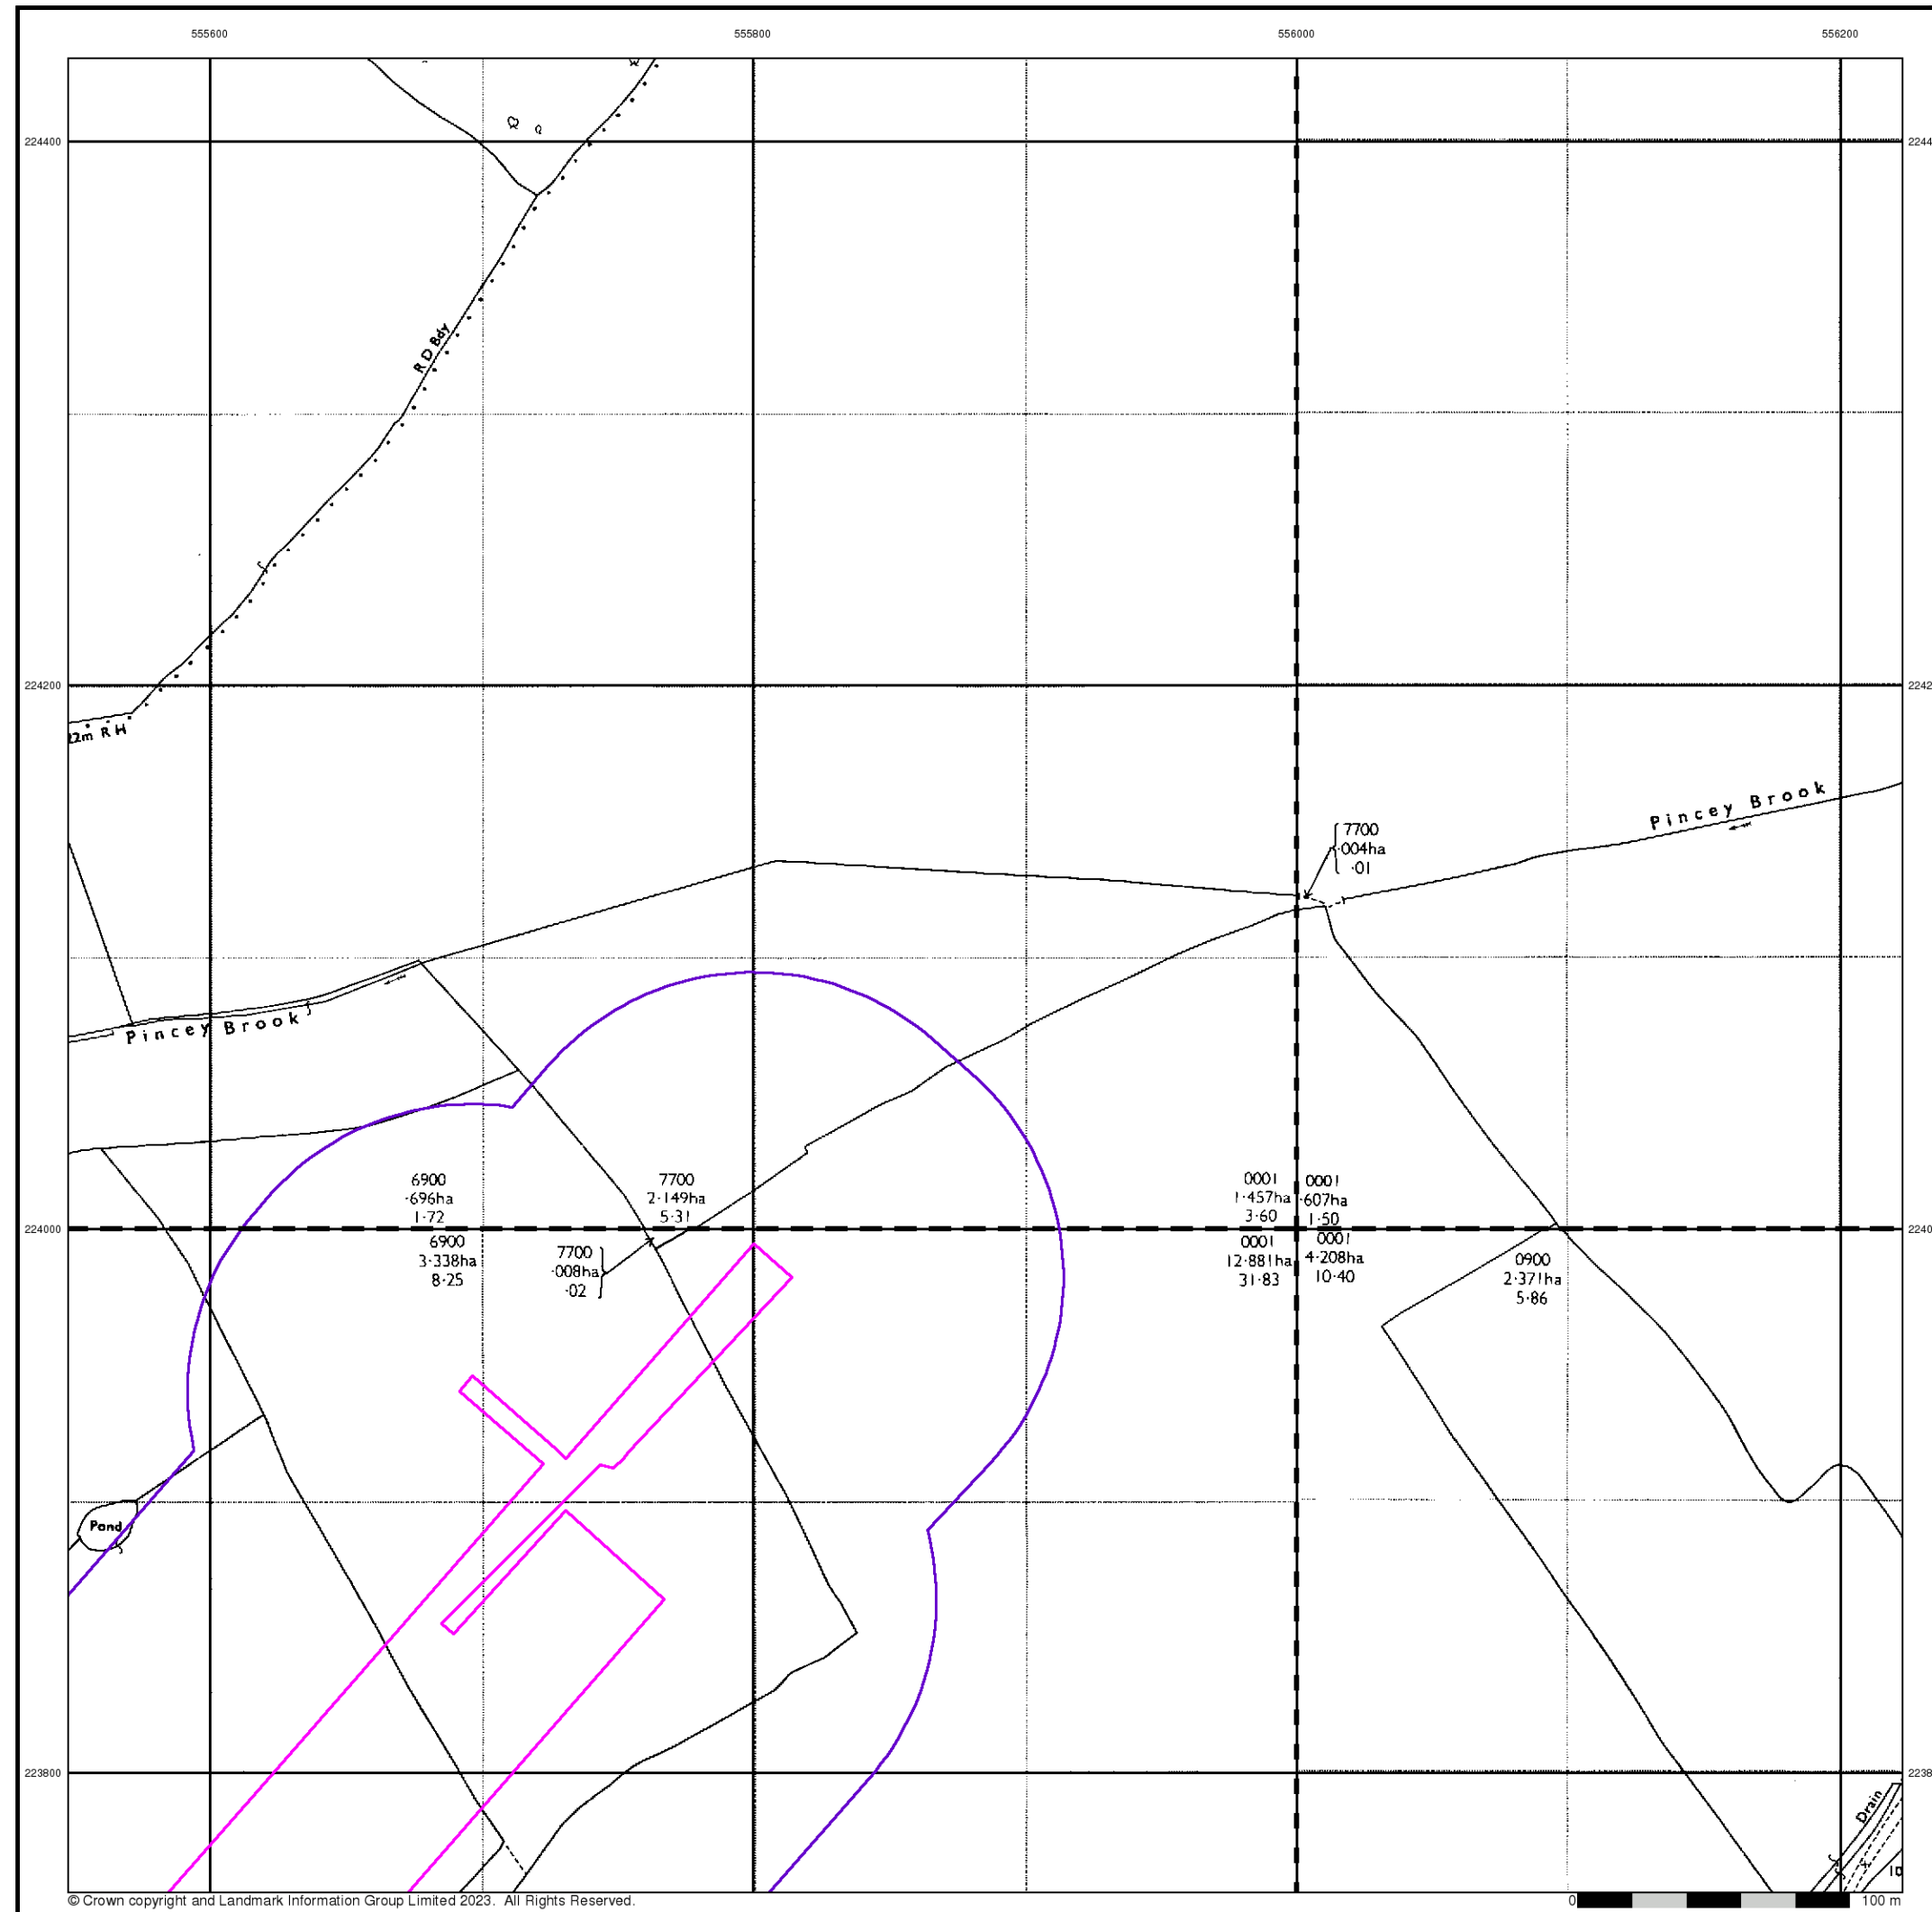 555600
555800
556000
556200
224400
R D Bdy
224200
22m R H
Pincey Brook
7700
·004ha
·01
Pincey Brook
6900
·696ha
1·72
7700
2·149ha
5·31
0001
1·457ha
3·60
0001
·607ha
1·50
224000
6900
3·338ha
8·25
7700
·008ha
·02
0001
12·881ha
31·83
0001
4·208ha
10·40
0900
2·371ha
5·86
Pond
223800
Drain
© Crown copyright and Landmark Information Group Limited 2023. All Rights Reserved.
0
100 m